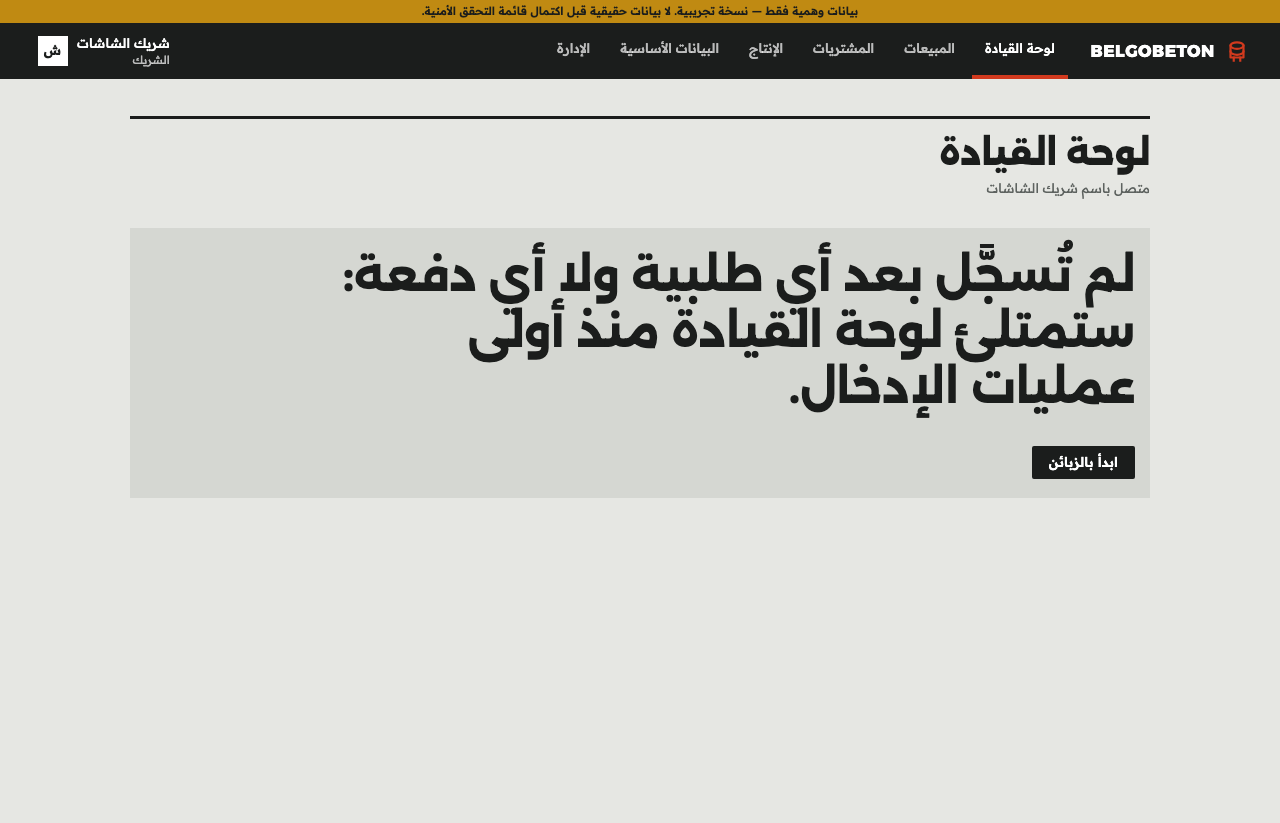 بيانات وهمية فقط — نسخة تجريبية. لا بيانات حقيقية قبل اكتمال قائمة التحقق الأمنية.
BELGOBETON
لوحة القيادة
المبيعات
المشتريات
الإنتاج
البيانات الأساسية
الإدارة
شريك الشاشات
الشريك
ش
لوحة القيادة
متصل باسم شريك الشاشات
لم تُسجَّل بعد أي طلبية ولا أي دفعة:
ستمتلئ لوحة القيادة منذ أولى
عمليات الإدخال.
ابدأ بالزبائن